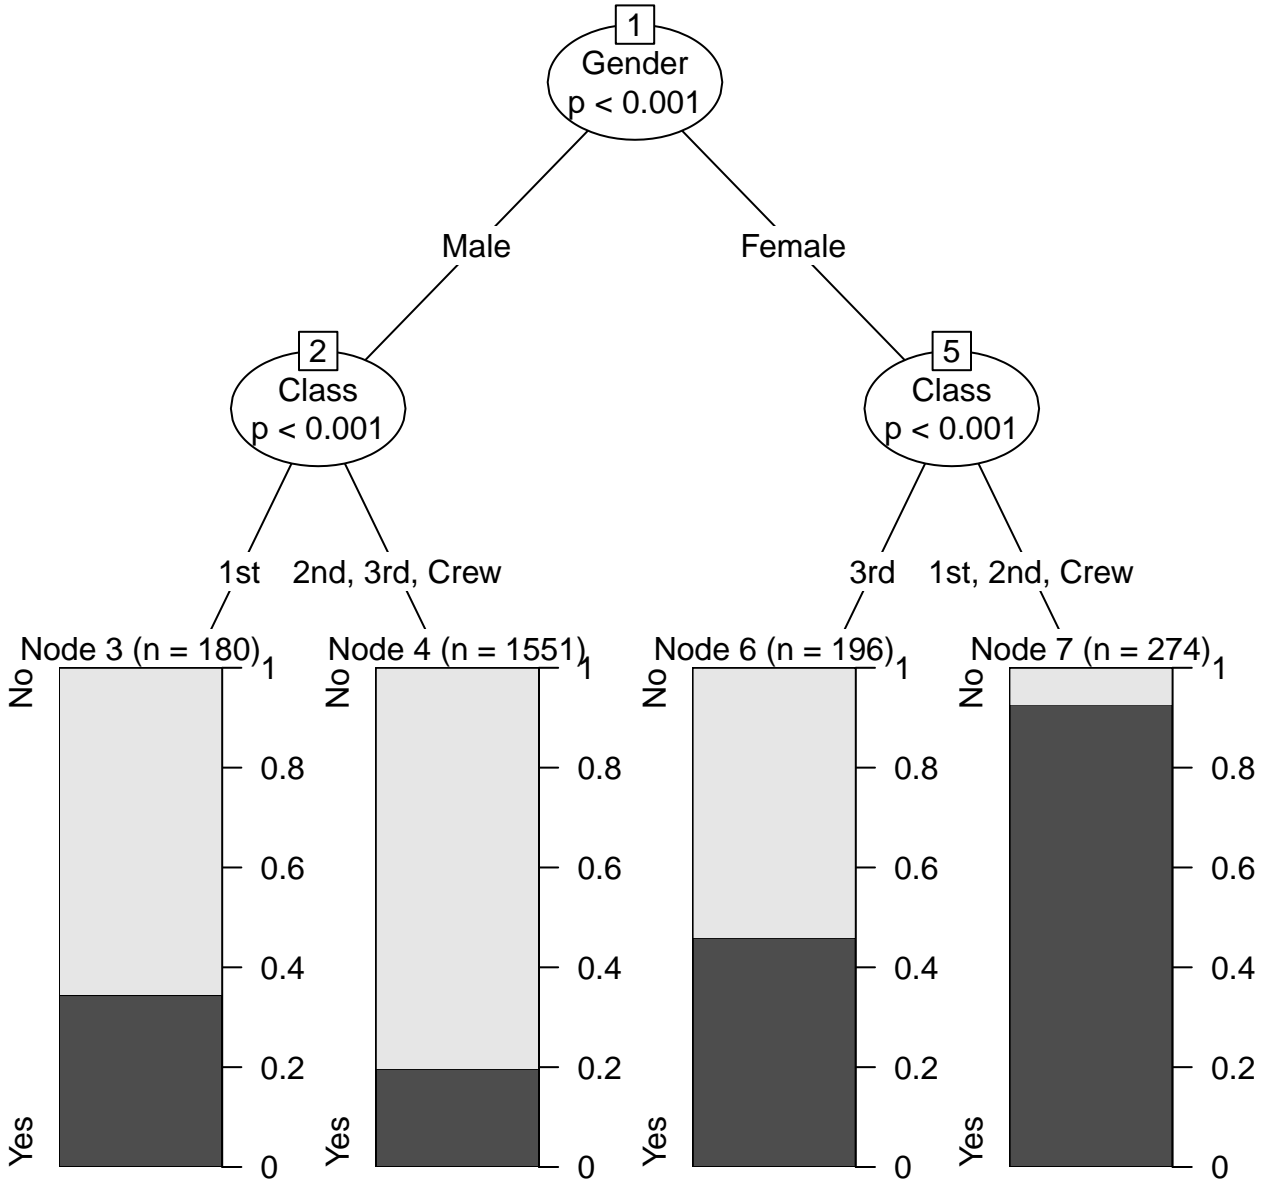 1
Gender
p < 0.001
Male
Female
2
Class
p < 0.001
5
Class
p < 0.001
1st
2nd, 3rd, Crew
3rd
1st, 2nd, Crew
Node 3 (n = 180)
No
Yes
1
0.8
0.6
0.4
0.2
0
Node 4 (n = 1551)
No
Yes
1
0.8
0.6
0.4
0.2
0
Node 6 (n = 196)
No
Yes
1
0.8
0.6
0.4
0.2
0
Node 7 (n = 274)
No
Yes
1
0.8
0.6
0.4
0.2
0